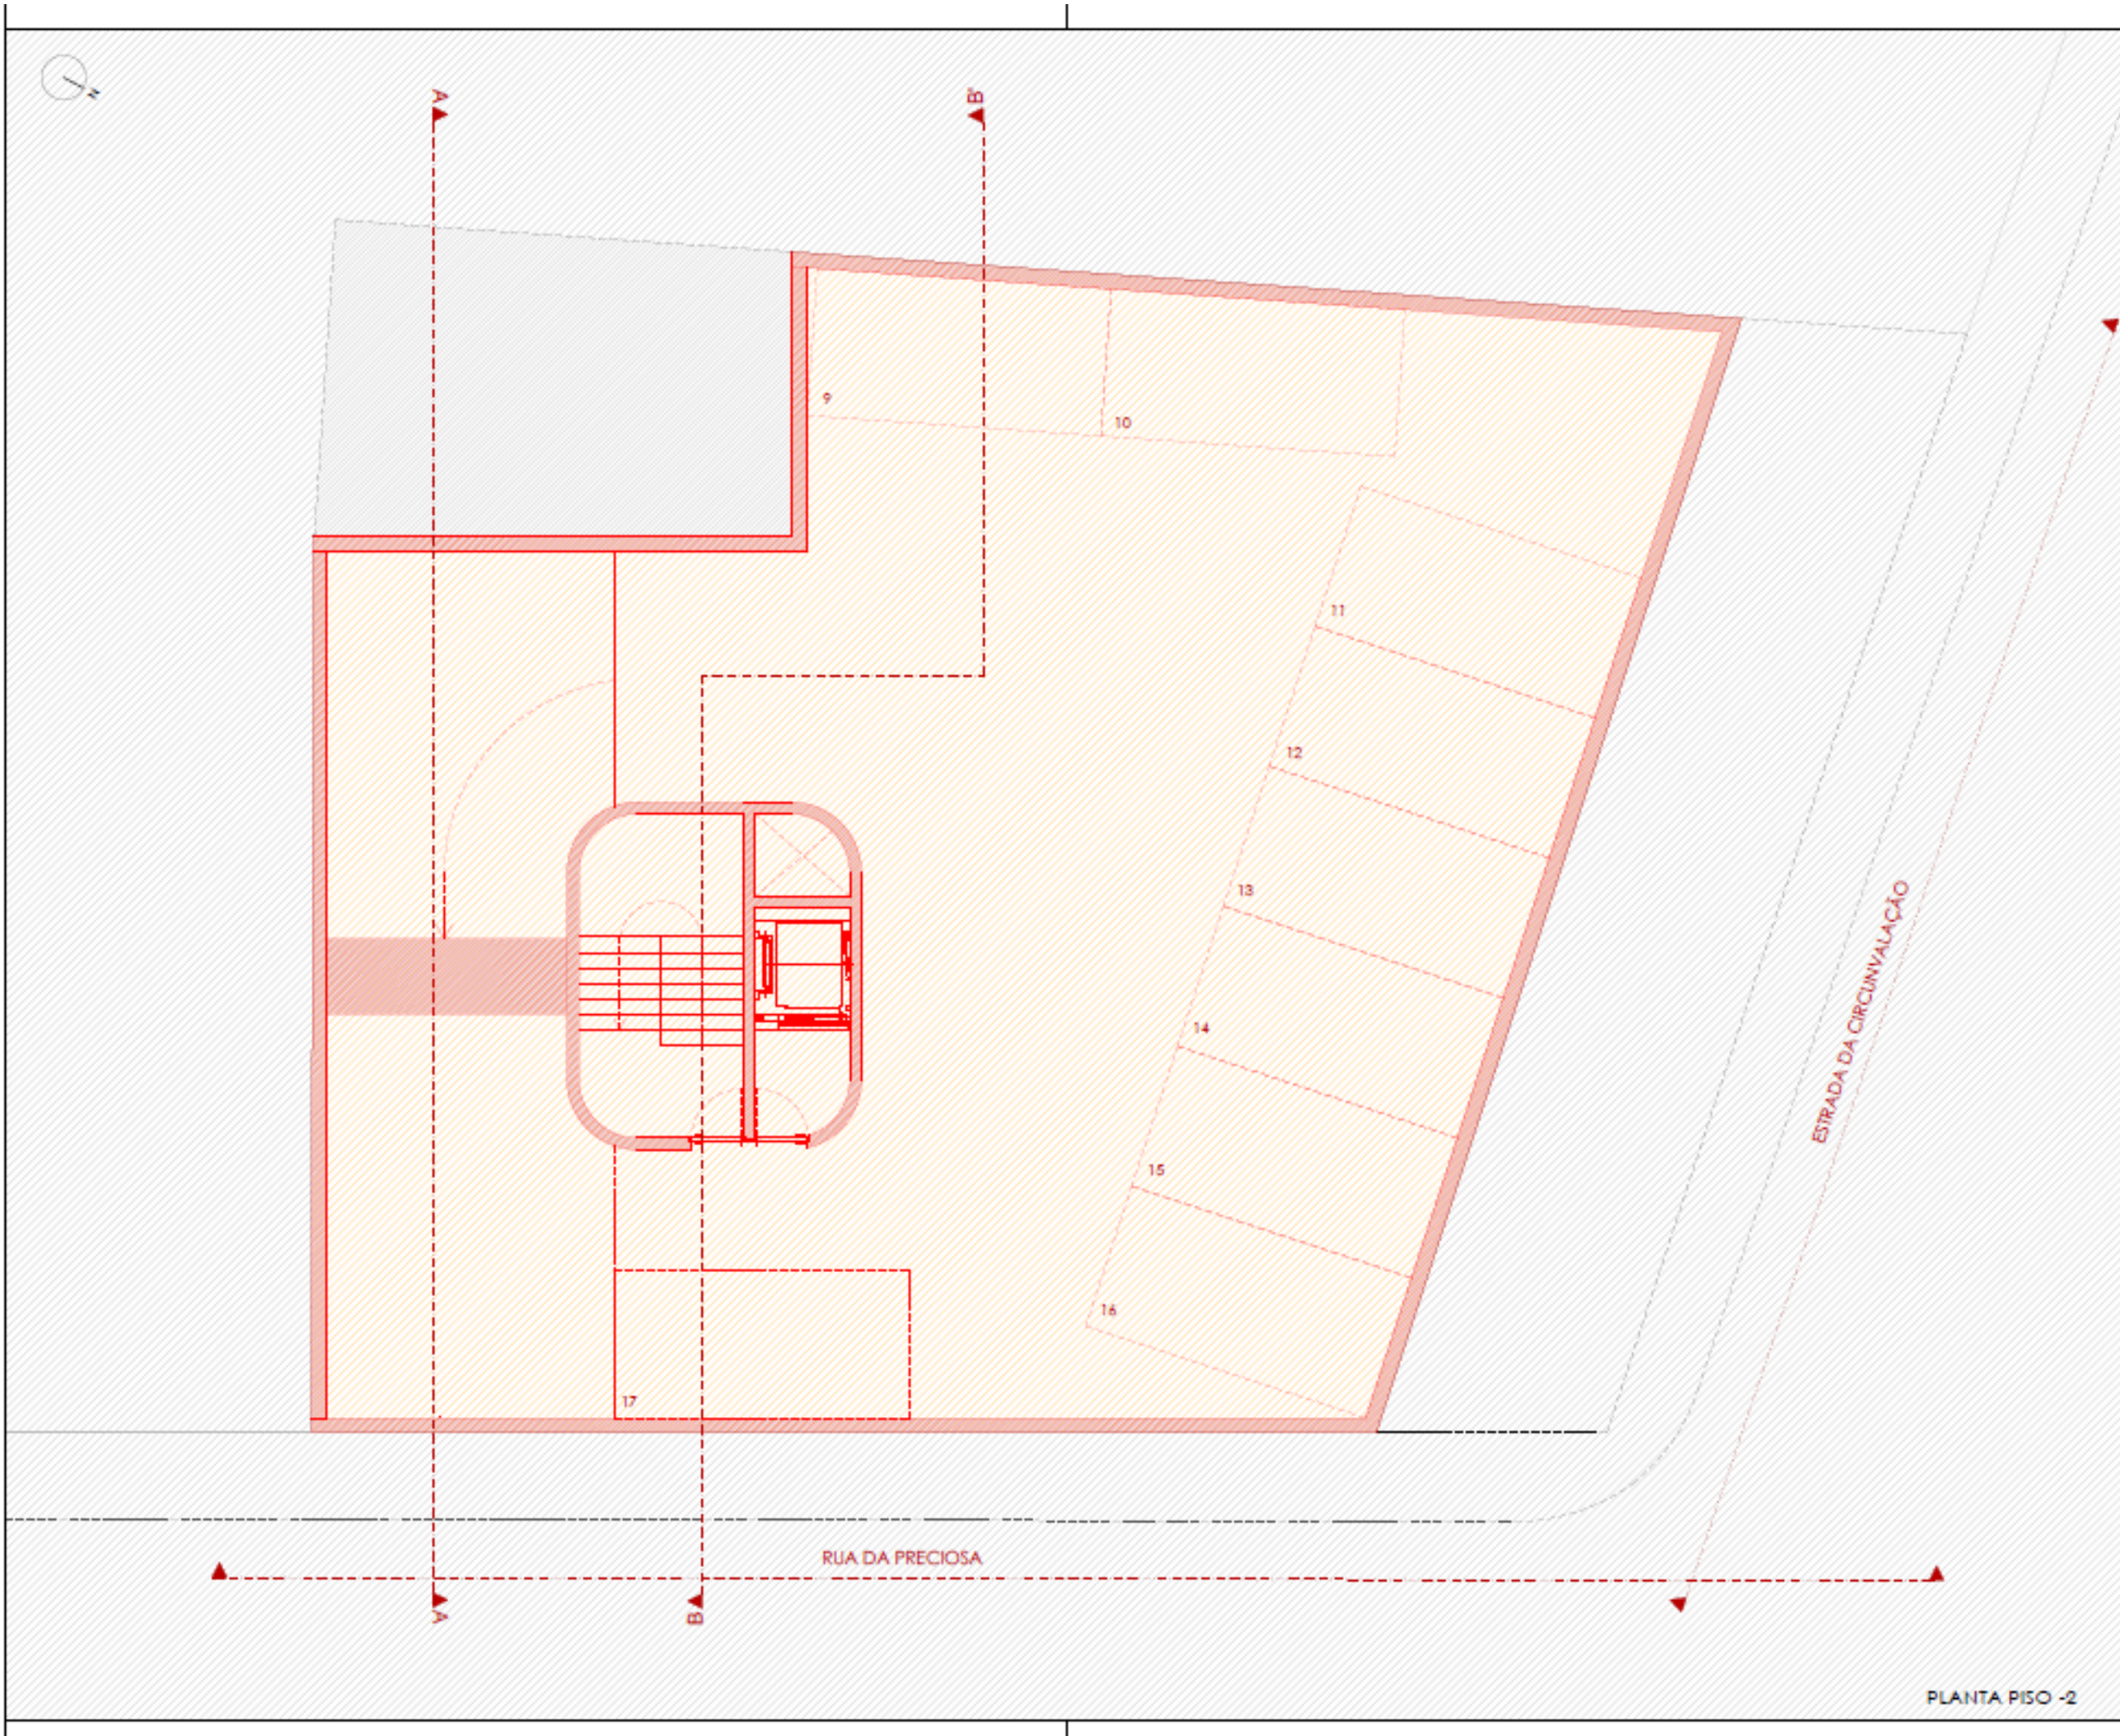 N
A
B'
9
10
11
12
13
14
15
16
17
ESTRADA DA CIRCUNVALAÇÃO
RUA DA PRECIOSA
A
B
PLANTA PISO -2